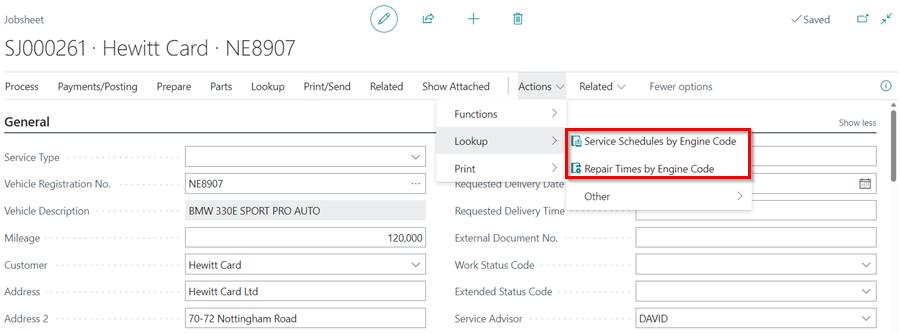 Jobsheet
Saved
SJ000261 · Hewitt Card · NE8907
Process Payments/Posting Prepare Parts Lookup Print/Send Related Show Attached Actions Related Fewer options
Functions
Lookup
Print
Service Schedules by Engine Code
Repair Times by Engine Code
Other
General
Show less
Service Type
Vehicle Registration No. NE8907
Vehicle Description BMW 330E SPORT PRO AUTO
Mileage 120,000
Customer Hewitt Card
Address Hewitt Card Ltd
Address 2 70-72 Nottingham Road
Requested Delivery Date
Requested Delivery Time
External Document No.
Work Status Code
Extended Status Code
Service Advisor DAVID